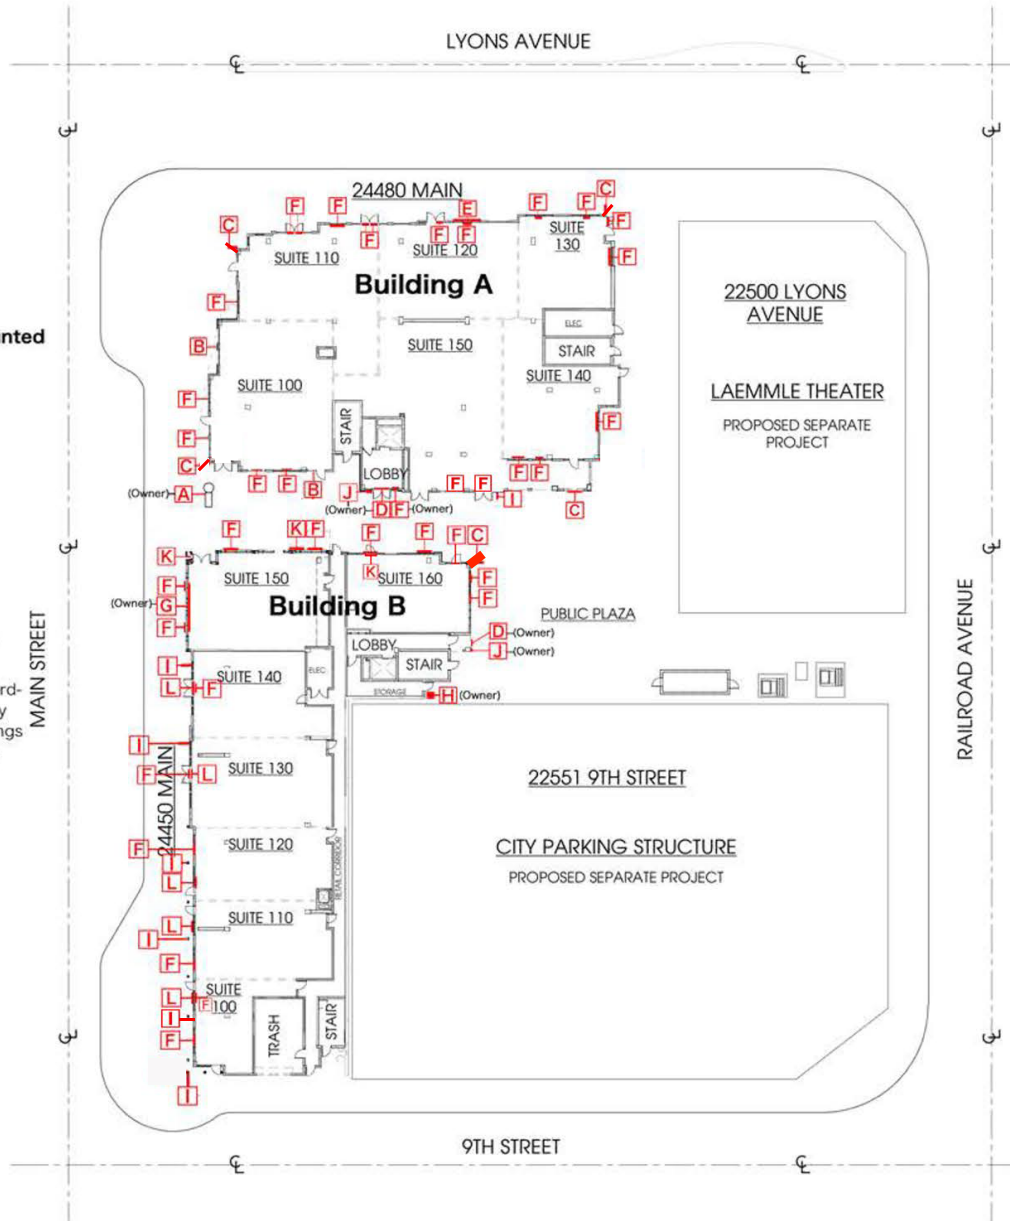 LYONS AVENUE
24480 MAIN
C
F
F
F
F
E
F
F
F
C
F
F
SUITE 110
SUITE 120
SUITE
130
Building A
F
B
F
F
C
SUITE 100
SUITE 150
ELEC.
STAIR
SUITE 140
F
STAIR
LOBBY
F
F
B
F
F
F
F
I
C
(Owner) A
J
(Owner) D F (Owner)
22500 LYONS
AVENUE
LAEMMLE THEATER
PROPOSED SEPARATE
PROJECT
nted
F
K F
F
F
F
C
K
SUITE 150
K
SUITE 160
F
F
F
(Owner) G
F
Building B
PUBLIC PLAZA
D (Owner)
J (Owner)
LOBBY
STAIR
STORAGE
H (Owner)
I
L F
SUITE 140
ELEC.
rd-
y
ngs
MAIN STREET
RAILROAD AVENUE
I
F L
SUITE 130
24450 MAIN
F
I
L
SUITE 120
RETAIL CORRIDOR
L
I
F
SUITE 110
L
F
I
F
SUITE
100
TRASH
STAIR
I
22551 9TH STREET
CITY PARKING STRUCTURE
PROPOSED SEPARATE PROJECT
9TH STREET